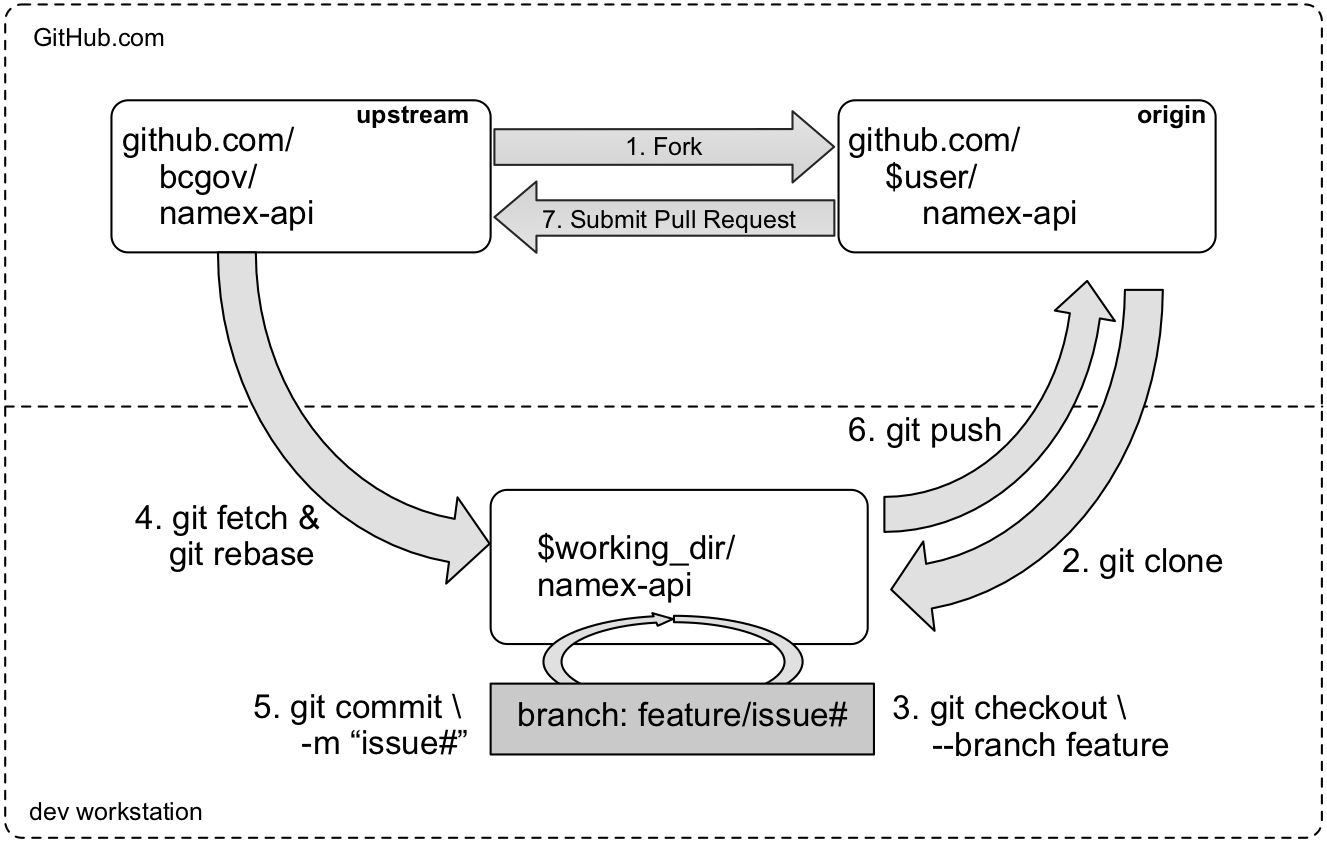 GitHub.com
upstream
github.com/
bcgov/
namex-api
1. Fork
7. Submit Pull Request
origin
github.com/
$user/
namex-api
6. git push
4. git fetch &
git rebase
$working_dir/
namex-api
2. git clone
5. git commit \
-m “issue#”
branch: feature/issue#
3. git checkout \
--branch feature
dev workstation